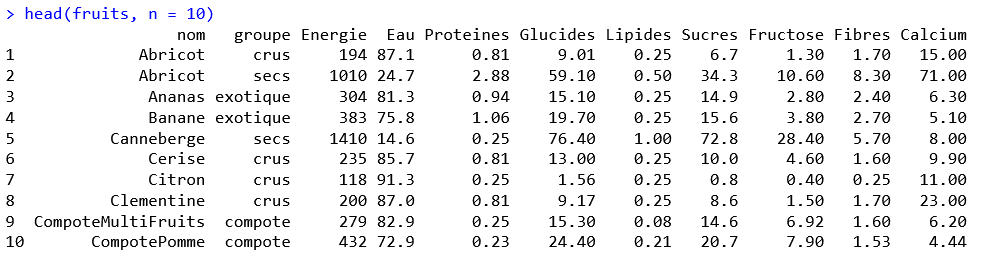 > head(fruits, n = 10)
nom groupe Energie Eau Proteines Glucides Lipides Sucres Fructose Fibres Calcium
1 Abricot crus 194 87.1 0.81 9.01 0.25 6.7 1.30 1.70 15.00
2 Abricot secs 1010 24.7 2.88 59.10 0.50 34.3 10.60 8.30 71.00
3 Ananas exotique 304 81.3 0.94 15.10 0.25 14.9 2.80 2.40 6.30
4 Banane exotique 383 75.8 1.06 19.70 0.25 15.6 3.80 2.70 5.10
5 Canneberge secs 1410 14.6 0.25 76.40 1.00 72.8 28.40 5.70 8.00
6 Cerise crus 235 85.7 0.81 13.00 0.25 10.0 4.60 1.60 9.90
7 Citron crus 118 91.3 0.25 1.56 0.25 0.8 0.40 0.25 11.00
8 Clementine crus 200 87.0 0.81 9.17 0.25 8.6 1.50 1.70 23.00
9 CompoteMultiFruits compote 279 82.9 0.25 15.30 0.08 14.6 6.92 1.60 6.20
10 CompotePomme compote 432 72.9 0.23 24.40 0.21 20.7 7.90 1.53 4.44